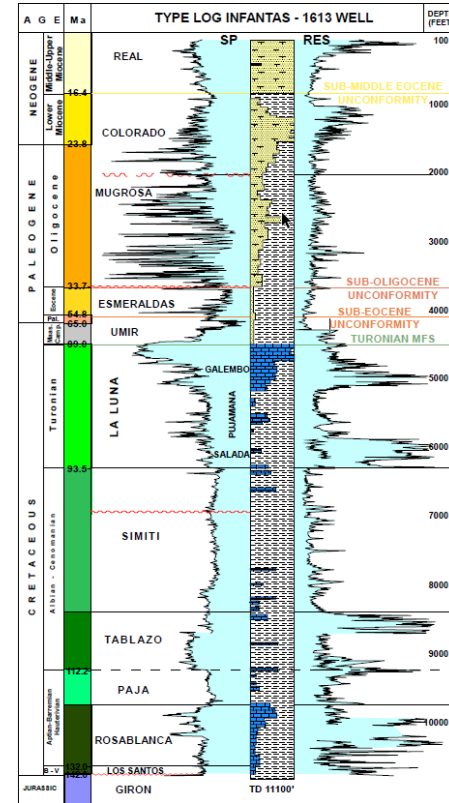 A G E
Ma
TYPE LOG INFANTAS - 1613 WELL
DEPT
(FEET
SP
RES
NEOGENE
Middle-Upper
Miocene
Lower
Miocene
PALEOGENE
Oligocene
Eocene
Pal.
Maas.
Camp.
CRETACEOUS
Turonian
Albian - Cenomanian
Aptian-Barremian
Hauterivian
B - V
JURASSIC
16.4
23.8
33.7
54.8
65.0
89.0
93.5
112.2
132.0
142.0
REAL
COLORADO
MUGROSA
ESMERALDAS
UMIR
LA LUNA
GALEMBO
PUJAMANA
SALADA
SIMITI
TABLAZO
PAJA
ROSABLANCA
LOS SANTOS
GIRON
SUB-MIDDLE EOCENE
UNCONFORMITY
SUB-OLIGOCENE
UNCONFORMITY
SUB-EOCENE
UNCONFORMITY
TURONIAN MFS
100
1000
2000
3000
4000
5000
6000
7000
8000
9000
10000
TD 11100'